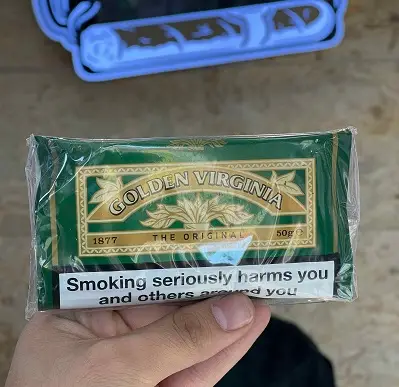 GOLDEN VIRGINIA
1877 THE ORIGINAL 50g e
Smoking seriously harms you
and others around you